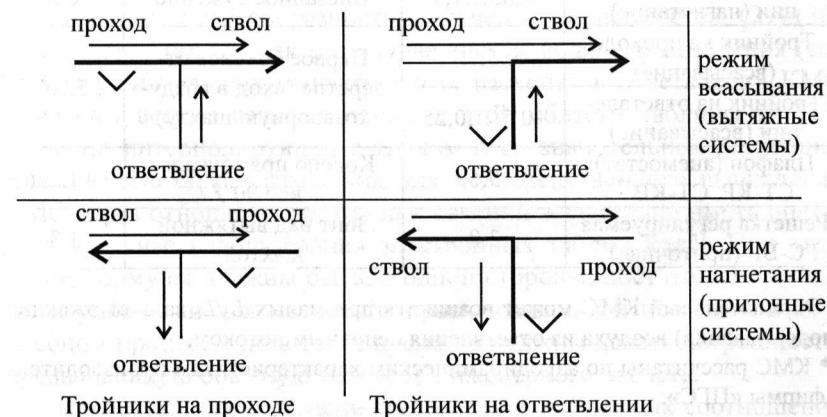 проход ствол
ответвление
проход ствол
ответвление
режим
всасывания
(вытяжные
системы)
ствол проход
ответвление
ствол проход
ответвление
режим
нагнетания
(приточные
системы)
Тройники на проходе Тройники на ответвлении